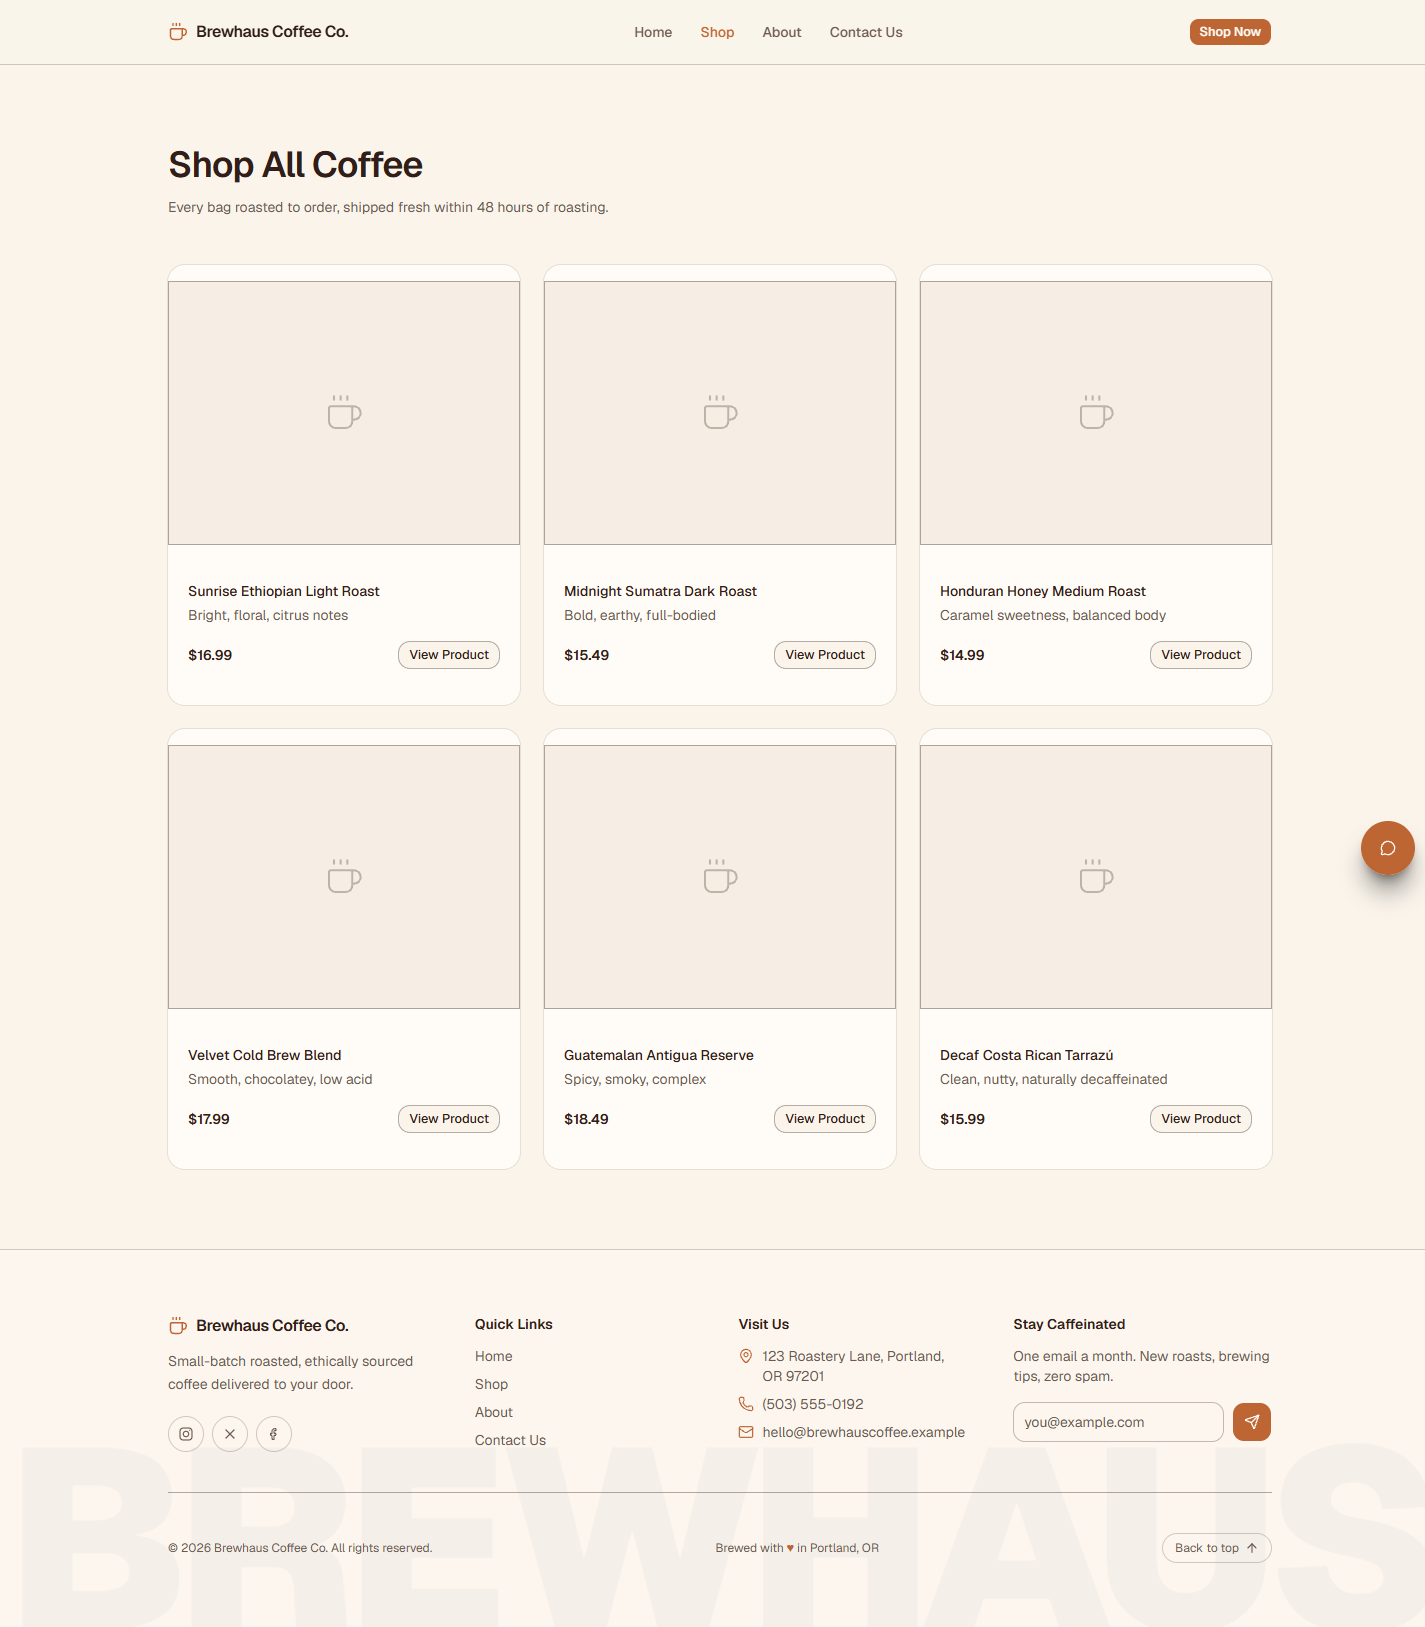 Brewhaus Coffee Co.
Home Shop About Contact Us
Shop Now
Shop All Coffee
Every bag roasted to order, shipped fresh within 48 hours of roasting.
Sunrise Ethiopian Light Roast
Bright, floral, citrus notes
$16.99 View Product
Midnight Sumatra Dark Roast
Bold, earthy, full-bodied
$15.49 View Product
Honduran Honey Medium Roast
Caramel sweetness, balanced body
$14.99 View Product
Velvet Cold Brew Blend
Smooth, chocolatey, low acid
$17.99 View Product
Guatemalan Antigua Reserve
Spicy, smoky, complex
$18.49 View Product
Decaf Costa Rican Tarrazú
Clean, nutty, naturally decaffeinated
$15.99 View Product
Brewhaus Coffee Co.
Small-batch roasted, ethically sourced
coffee delivered to your door.
Quick Links
Home
Shop
About
Contact Us
Visit Us
123 Roastery Lane, Portland,
OR 97201
(503) 555-0192
hello@brewhauscoffee.example
Stay Caffeinated
One email a month. New roasts, brewing
tips, zero spam.
you@example.com
BREWHAUS
© 2026 Brewhaus Coffee Co. All rights reserved.
Brewed with ♥ in Portland, OR
Back to top